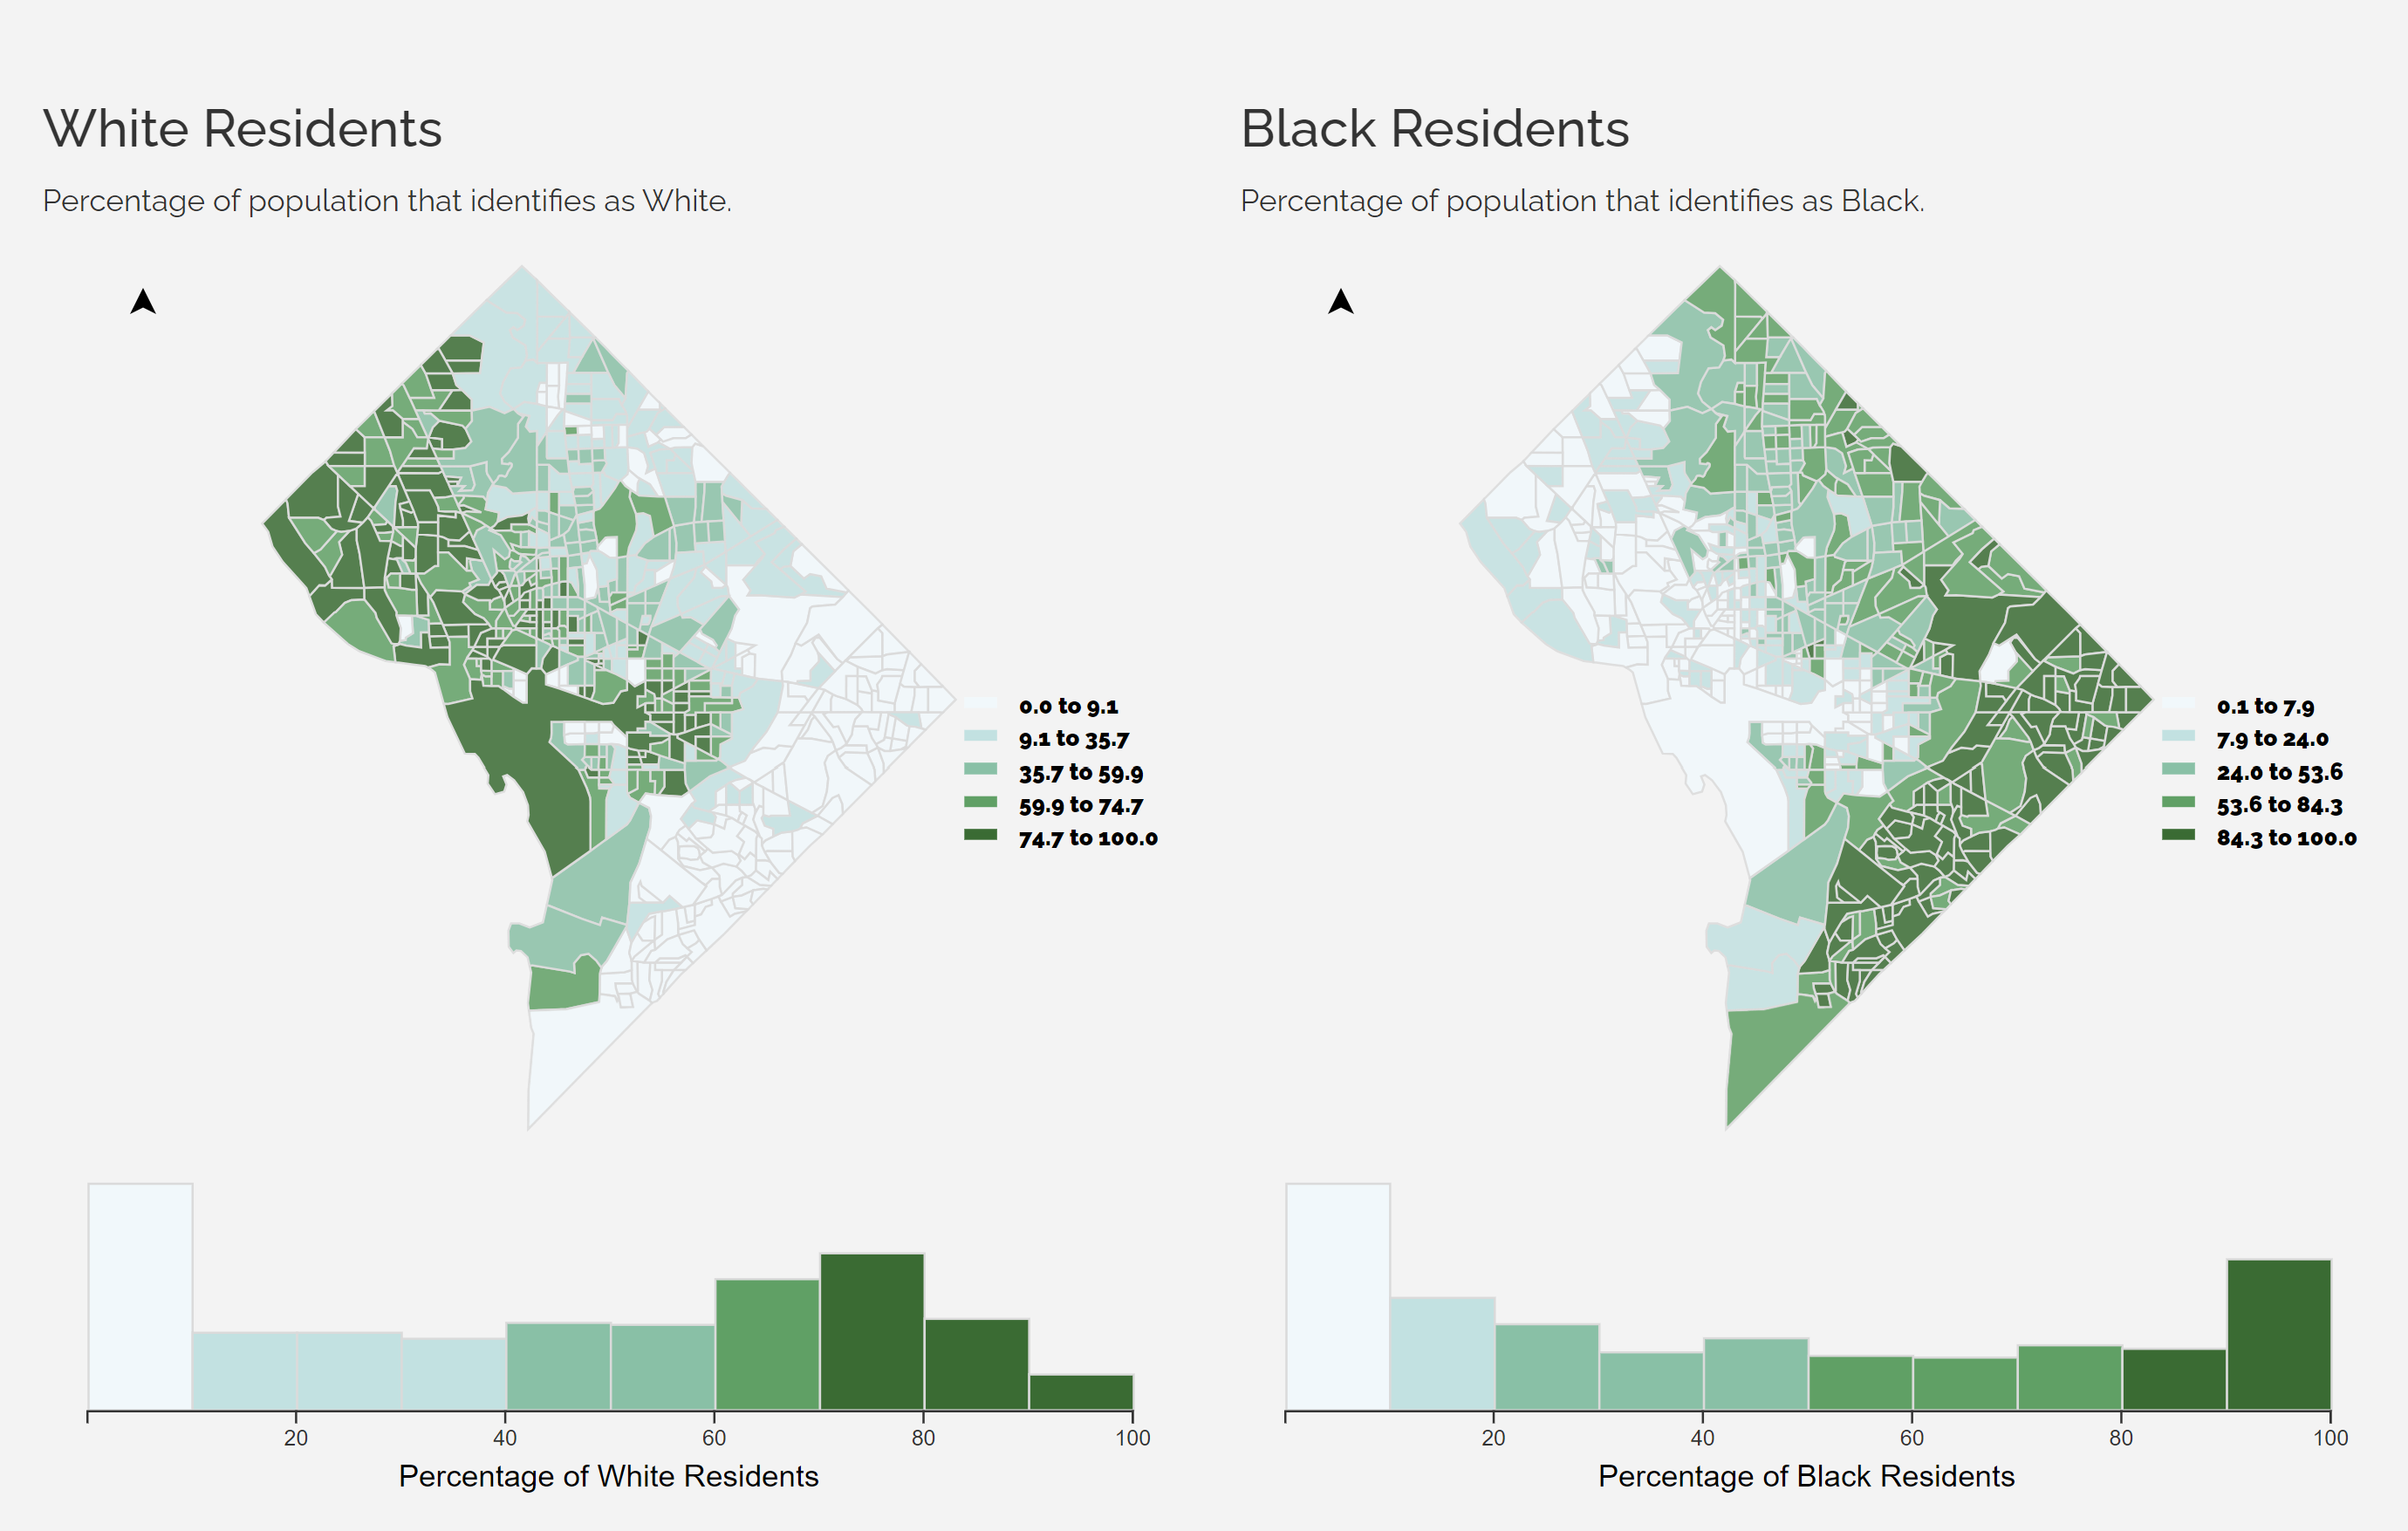 White Residents
Percentage of population that identifies as White.
0.0 to 9.1
9.1 to 35.7
35.7 to 59.9
59.9 to 74.7
74.7 to 100.0
20 40 60 80 100
Percentage of White Residents
Black Residents
Percentage of population that identifies as Black.
0.1 to 7.9
7.9 to 24.0
24.0 to 53.6
53.6 to 84.3
84.3 to 100.0
20 40 60 80 100
Percentage of Black Residents